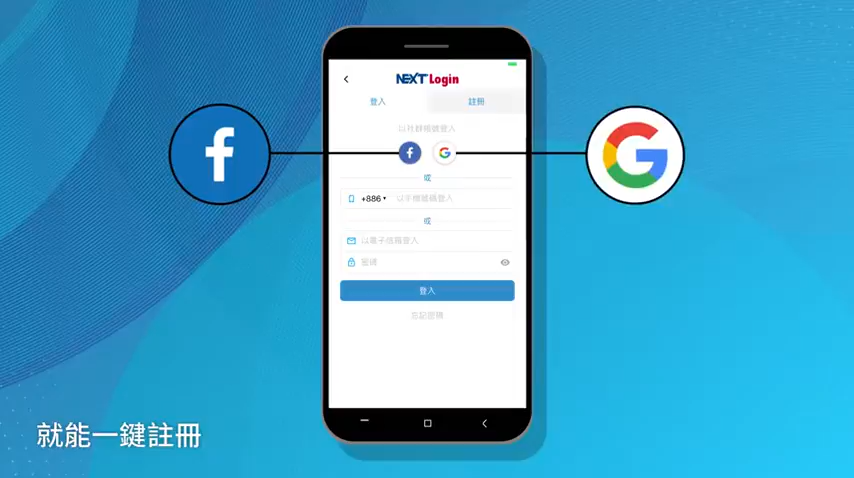 NEXT Login
登入 註冊
以社群帳號登入
或
+886 以手機號碼登入
或
以電子信箱登入
密碼
登入
忘記密碼
就能一鍵註冊